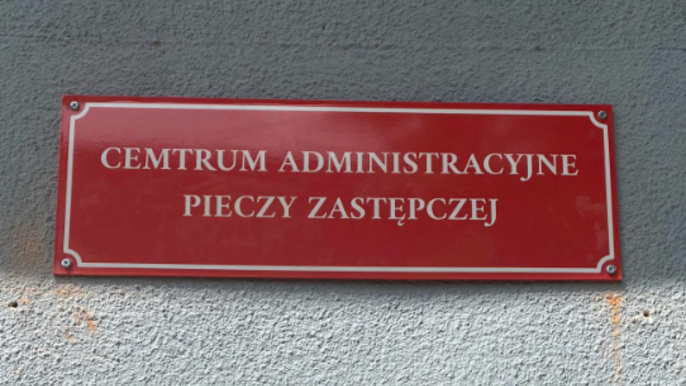 CEMTRUM ADMINISTRACYJNE
PIECZY ZASTĘPCZEJ